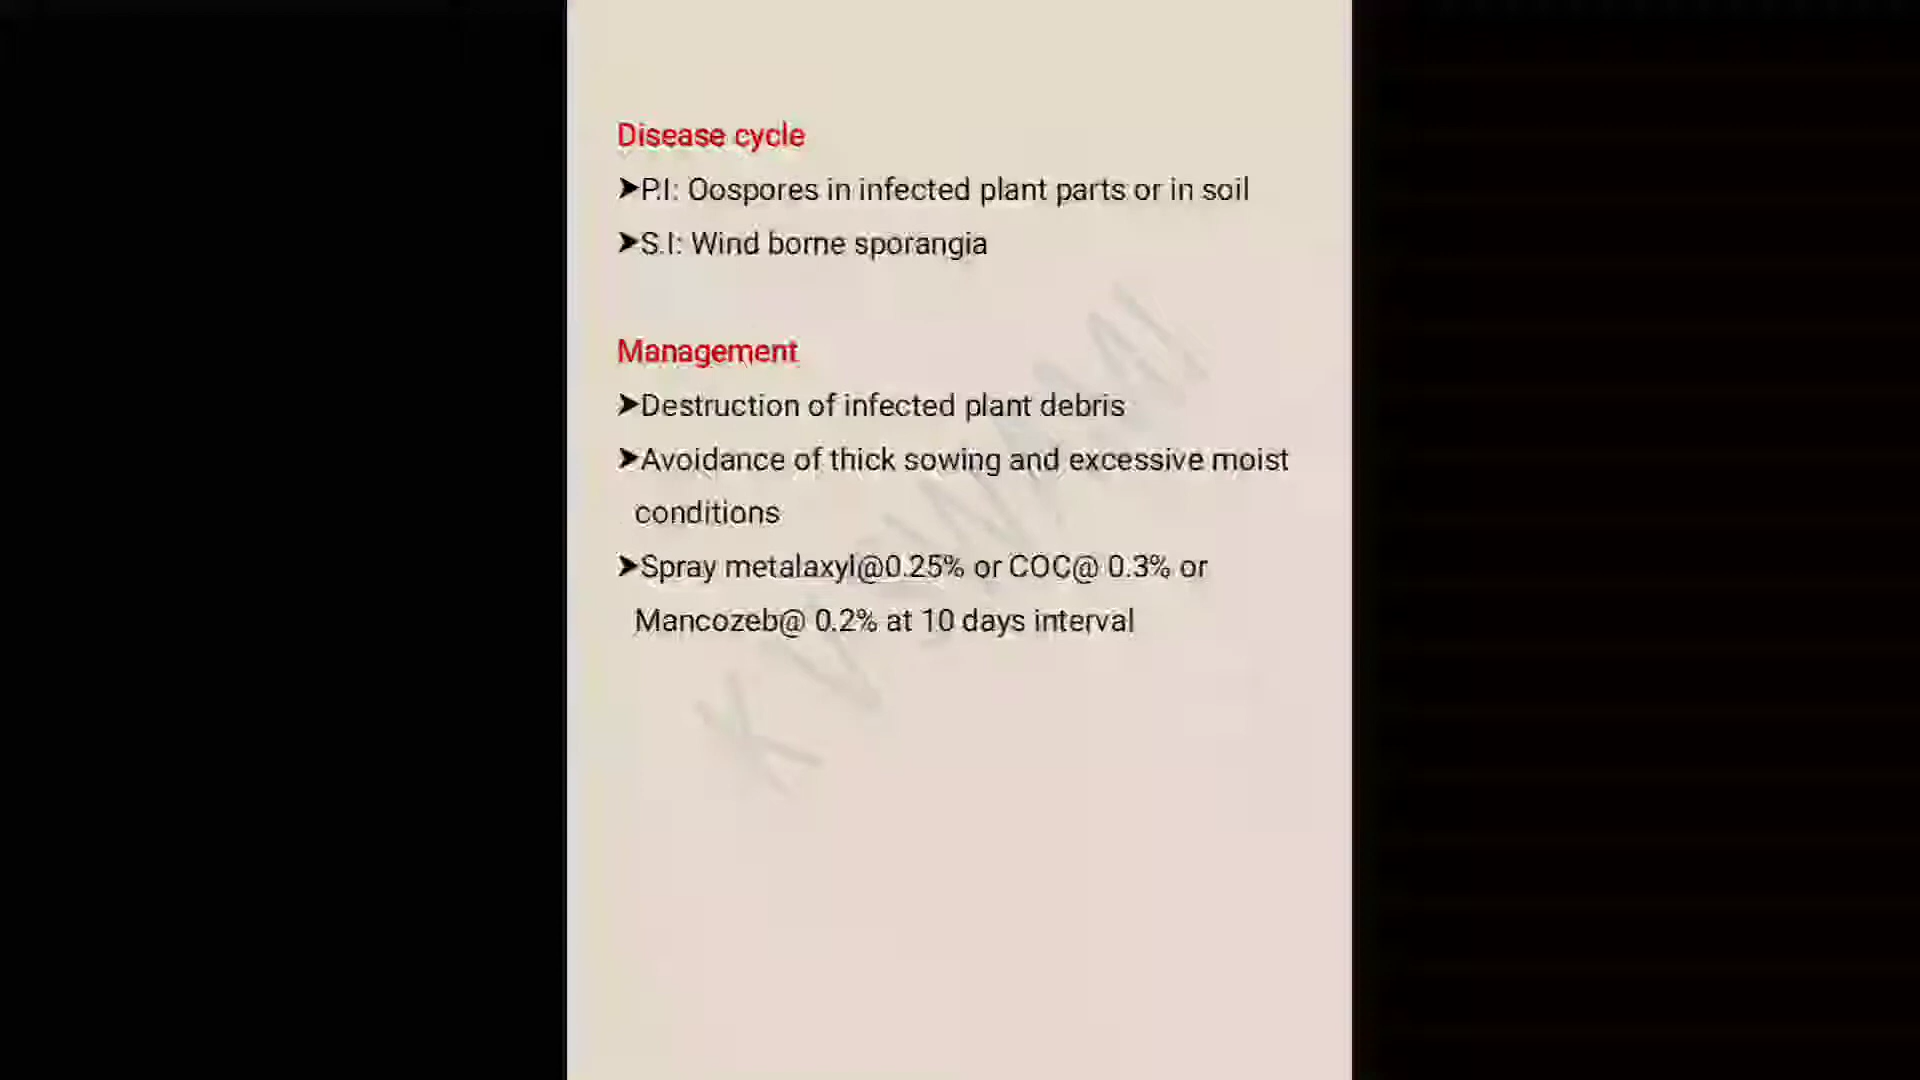 Disease cycle
➤P.I: Oospores in infected plant parts or in soil
➤S.I: Wind borne sporangia
Management
➤Destruction of infected plant debris
➤Avoidance of thick sowing and excessive moist
conditions
➤Spray metalaxyl@0.25% or COC@ 0.3% or
Mancozeb@ 0.2% at 10 days interval
K V SWAMI